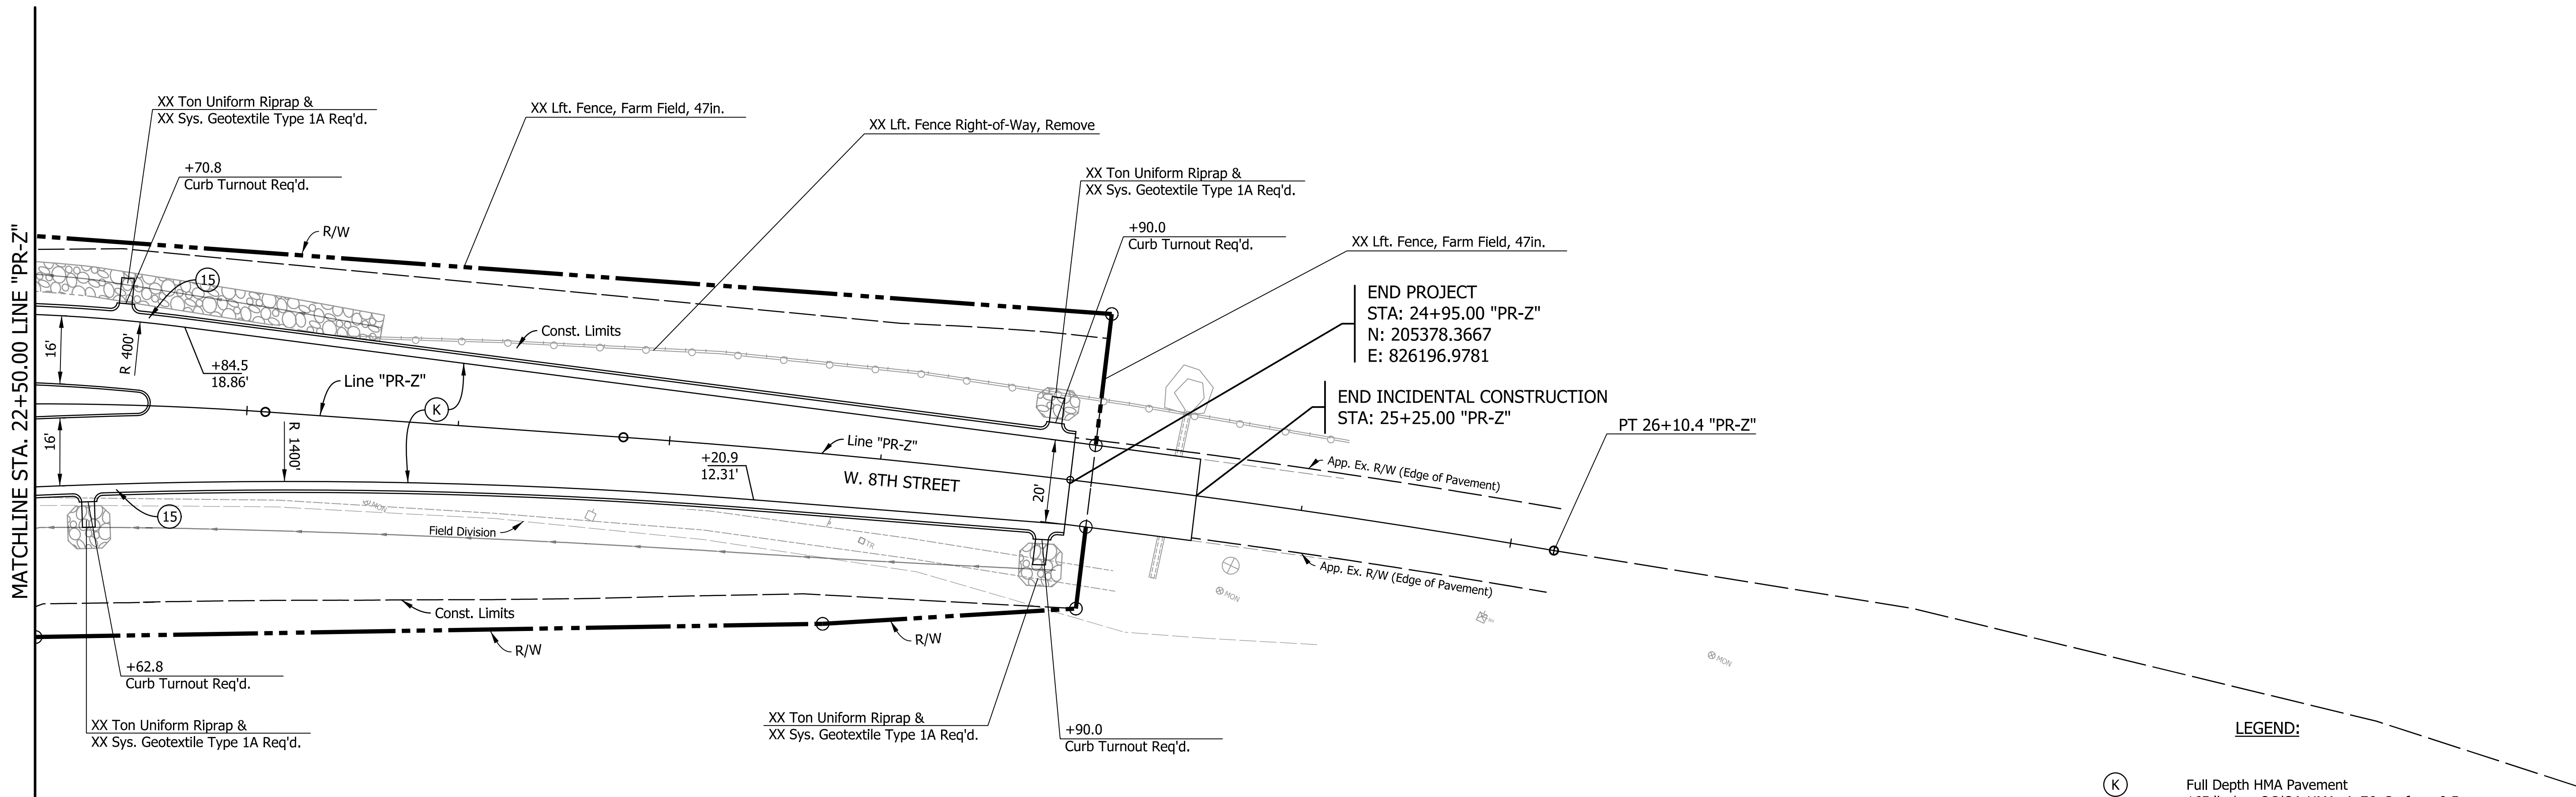 MATCHLINE STA. 22+50.00 LINE "PR-Z"
XX Ton Uniform Riprap &
XX Sys. Geotextile Type 1A Req'd.
XX Lft. Fence, Farm Field, 47in.
XX Lft. Fence Right-of-Way, Remove
+70.8
Curb Turnout Req'd.
XX Ton Uniform Riprap &
XX Sys. Geotextile Type 1A Req'd.
+90.0
Curb Turnout Req'd.
XX Lft. Fence, Farm Field, 47in.
R/W
15
END PROJECT
STA: 24+95.00 "PR-Z"
N: 205378.3667
E: 826196.9781
Const. Limits
16'
R 400'
+84.5
18.86'
Line "PR-Z"
K
END INCIDENTAL CONSTRUCTION
STA: 25+25.00 "PR-Z"
PT 26+10.4 "PR-Z"
16'
R 1400'
Line "PR-Z"
+20.9
12.31'
W. 8TH STREET
20'
App. Ex. R/W (Edge of Pavement)
15
MON
Field Division
TR
App. Ex. R/W (Edge of Pavement)
MON
MON
Const. Limits
R/W
R/W
+62.8
Curb Turnout Req'd.
XX Ton Uniform Riprap &
XX Sys. Geotextile Type 1A Req'd.
XX Ton Uniform Riprap &
XX Sys. Geotextile Type 1A Req'd.
+90.0
Curb Turnout Req'd.
LEGEND:
K Full Depth HMA Pavement